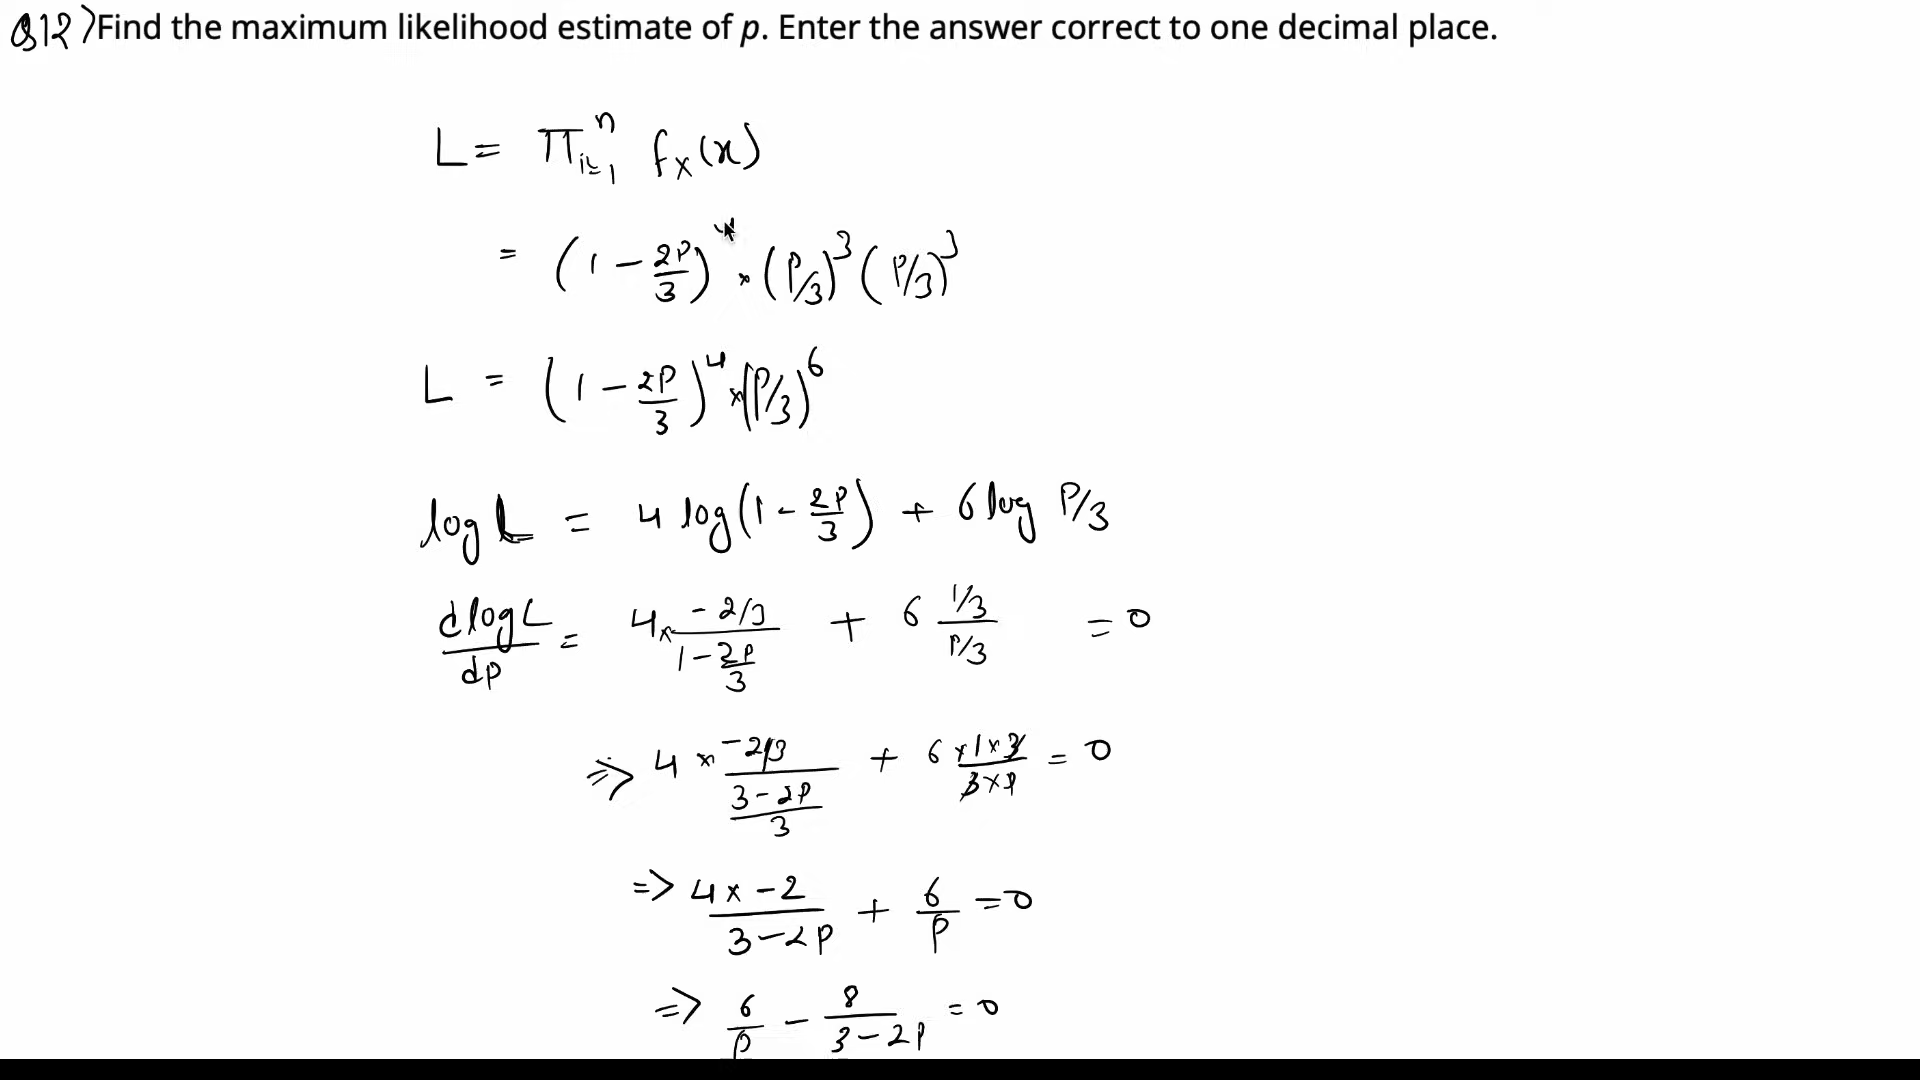 Q12) Find the maximum likelihood estimate of p. Enter the answer correct to one decimal place.
L = Π_{i=1}^{n} f_X(x)
= (1 - 2P/3)^4 × (P/3)^3 (P/3)^3
L = (1 - 2P/3)^4 × (P/3)^6
log L = 4 log(1 - 2P/3) + 6 log P/3
dlogL/dP = 4 × (-2/3)/(1 - 2P/3) + 6 (1/3)/(P/3) = 0
=> 4 × (-2/3)/((3-2P)/3) + 6 × 1 × 3/(3 × P) = 0
=> (4 × -2)/(3-2P) + 6/P = 0
=> 6/P - 8/(3-2P) = 0